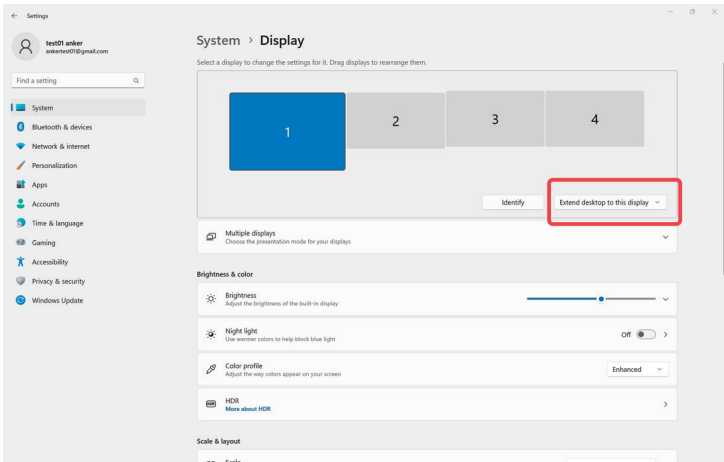 Settings
test01 anker
ankertest01@gmail.com
Find a setting
System
Bluetooth & devices
Network & internet
Personalization
Apps
Accounts
Time & language
Gaming
Accessibility
Privacy & security
Windows Update
System > Display
Select a display to change the settings for it. Drag displays to rearrange them.
1
2
3
4
Identify
Extend desktop to this display
Multiple displays
Choose the presentation mode for your displays
Brightness & color
Brightness
Adjust the brightness of the built-in display
Night light
Use warmer colors to help block blue light
Off
Color profile
Adjust the way colors appear on your screen
Enhanced
HDR
HDR
More about HDR
Scale & layout
Scale